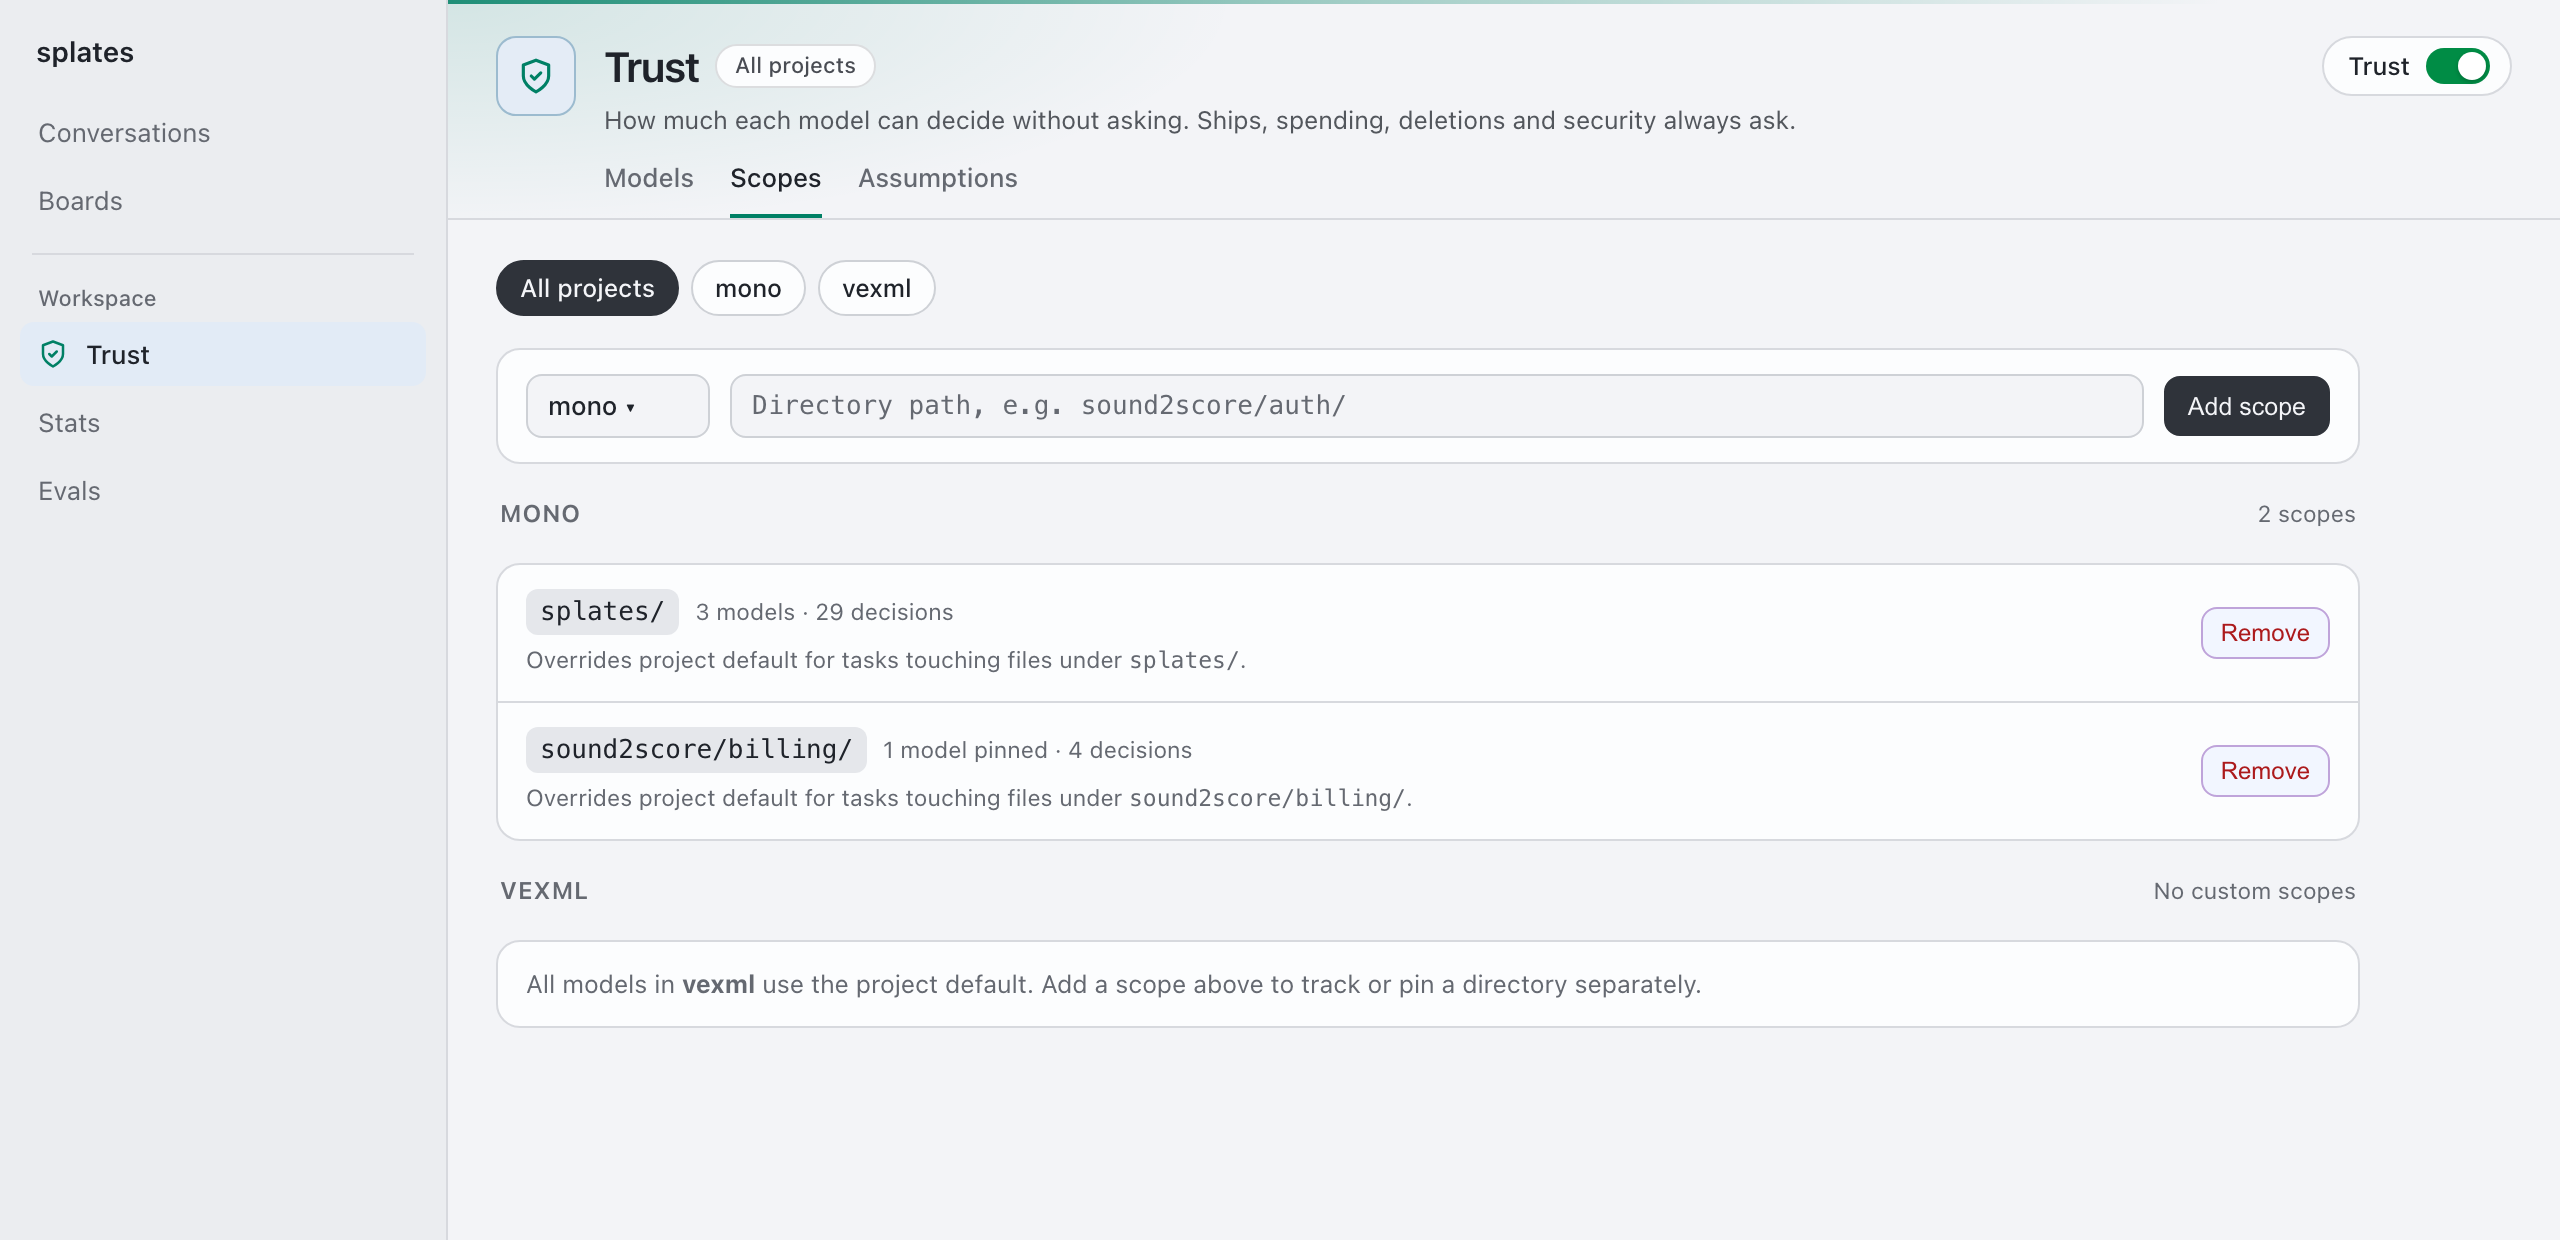 splates
Conversations
Boards
Workspace
Trust
Stats
Evals
Trust All projects
How much each model can decide without asking. Ships, spending, deletions and security always ask.
Trust
Models Scopes Assumptions
All projects mono vexml
mono ▾ Directory path, e.g. sound2score/auth/ Add scope
MONO 2 scopes
splates/ 3 models · 29 decisions
Overrides project default for tasks touching files under splates/.
Remove
sound2score/billing/ 1 model pinned · 4 decisions
Overrides project default for tasks touching files under sound2score/billing/.
Remove
VEXML No custom scopes
All models in vexml use the project default. Add a scope above to track or pin a directory separately.